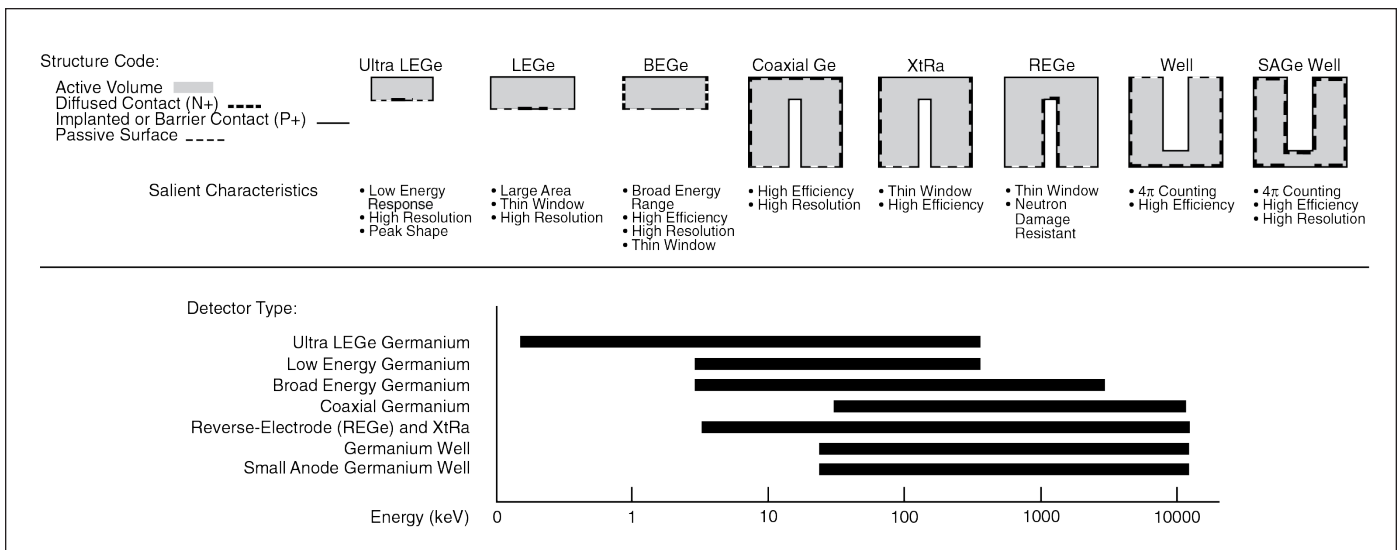 Structure Code:
Active Volume
Diffused Contact (N+)
Implanted or Barrier Contact (P+)
Passive Surface
Ultra LEGe
LEGe
BEGe
Coaxial Ge
XtRa
REGe
Well
SAGe Well
Salient Characteristics
• Low Energy
Response
• High Resolution
• Peak Shape
• Large Area
• Thin Window
• High Resolution
• Broad Energy
Range
• High Efficiency
• High Resolution
• Thin Window
• High Efficiency
• High Resolution
• Thin Window
• High Efficiency
• Thin Window
• Neutron
Damage
Resistant
• 4π Counting
• High Efficiency
• 4π Counting
• High Efficiency
• High Resolution
Detector Type:
Ultra LEGe Germanium
Low Energy Germanium
Broad Energy Germanium
Coaxial Germanium
Reverse-Electrode (REGe) and XtRa
Germanium Well
Small Anode Germanium Well
Energy (keV) 0 1 10 100 1000 10000